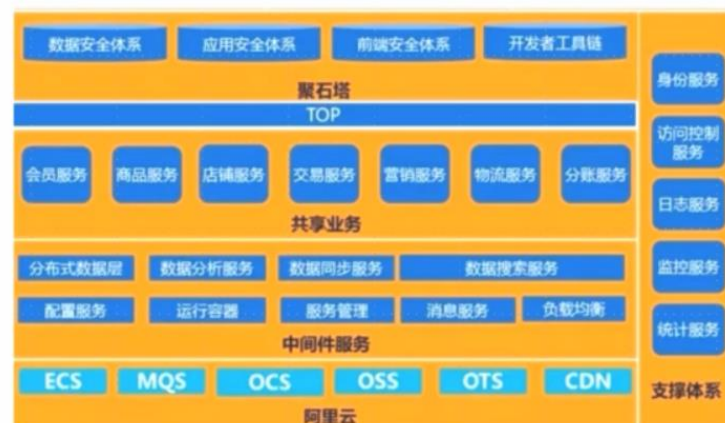 数据安全体系 应用安全体系 前端安全体系 开发者工具链
聚石塔
TOP
会员服务 商品服务 店铺服务 交易服务 营销服务 物流服务 分账服务
共享业务
分布式数据层 数据分析服务 数据同步服务 数据搜索服务
配置服务 运行容器 服务管理 消息服务 负载均衡
中间件服务
ECS MQS OCS OSS OTS CDN
阿里云
身份服务
访问控制
服务
日志服务
监控服务
统计服务
支撑体系